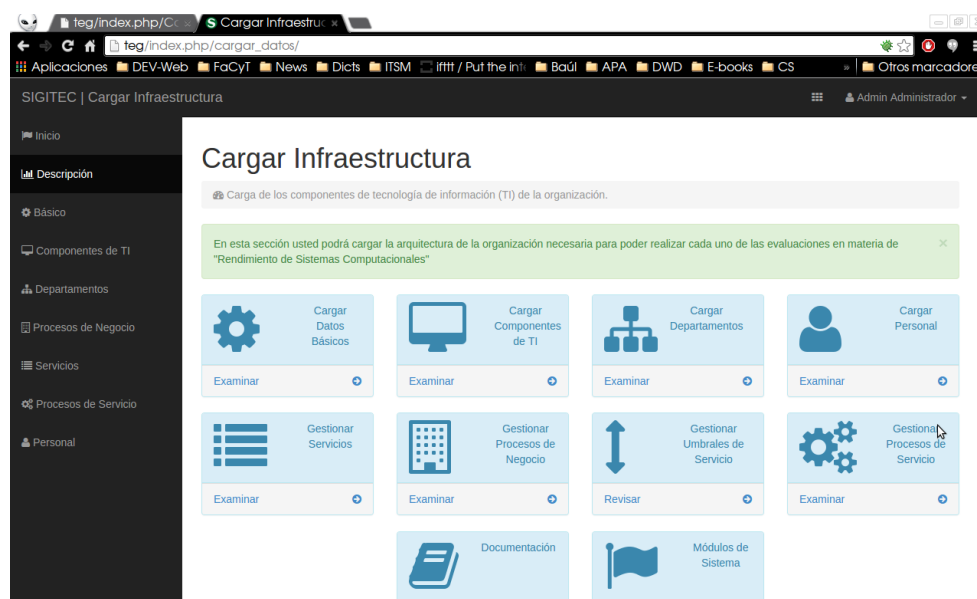 teg/index.php/Co
Cargar Infraestruc
teg/index.php/cargar_datos/
Aplicaciones DEV-Web FaCyT News Dicts ITSM ifttt / Put the int Baúl APA DWD E-books CS » Otros marcadore
SIGITEC | Cargar Infraestructura
Admin Administrador
Inicio
Descripción
Básico
Componentes de TI
Departamentos
Procesos de Negocio
Servicios
Procesos de Servicio
Personal
Cargar Infraestructura
Carga de los componentes de tecnología de información (TI) de la organización.
En esta sección usted podrá cargar la arquitectura de la organización necesaria para poder realizar cada uno de las evaluaciones en materia de
"Rendimiento de Sistemas Computacionales"
Cargar
Datos
Básicos
Examinar
Cargar
Componentes
de TI
Examinar
Cargar
Departamentos
Examinar
Cargar
Personal
Examinar
Gestionar
Servicios
Examinar
Gestionar
Procesos de
Negocio
Examinar
Gestionar
Umbrales de
Servicio
Revisar
Gestionar
Procesos de
Servicio
Examinar
Documentación
Módulos de
Sistema